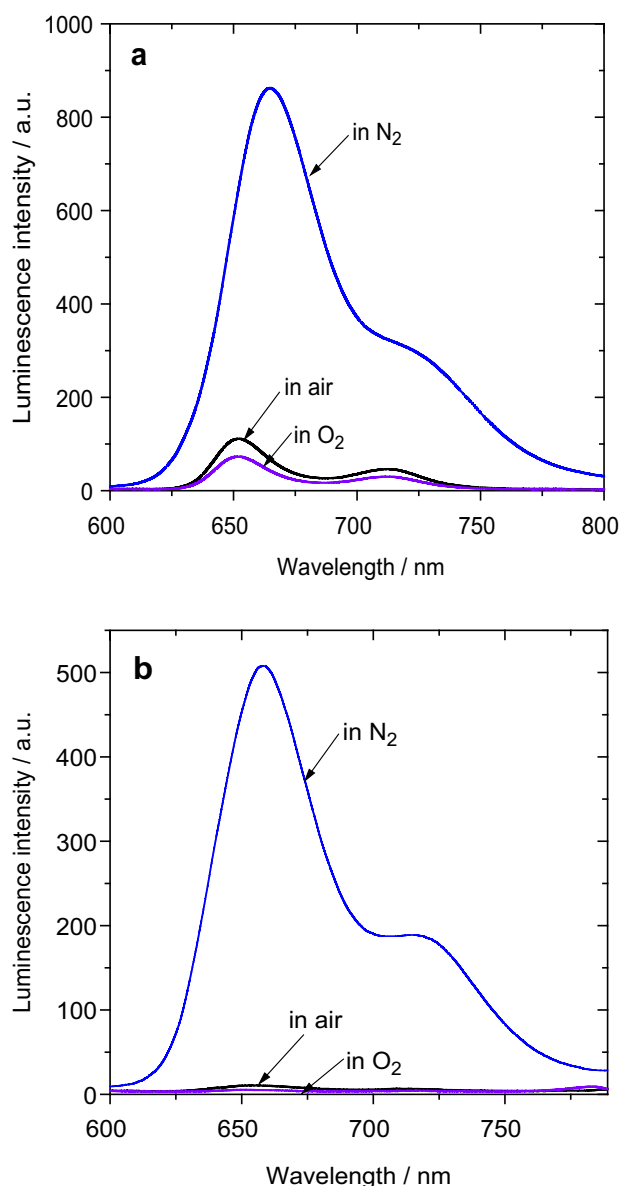 a
1000
800
600
400
200
0
in N₂
in air
in O₂
600
650
700
750
800
Wavelength / nm
Luminescence intensity / a.u.
b
500
400
300
200
100
0
in N₂
in air
in O₂
600
650
700
750
Wavelength / nm
Luminescence intensity / a.u.